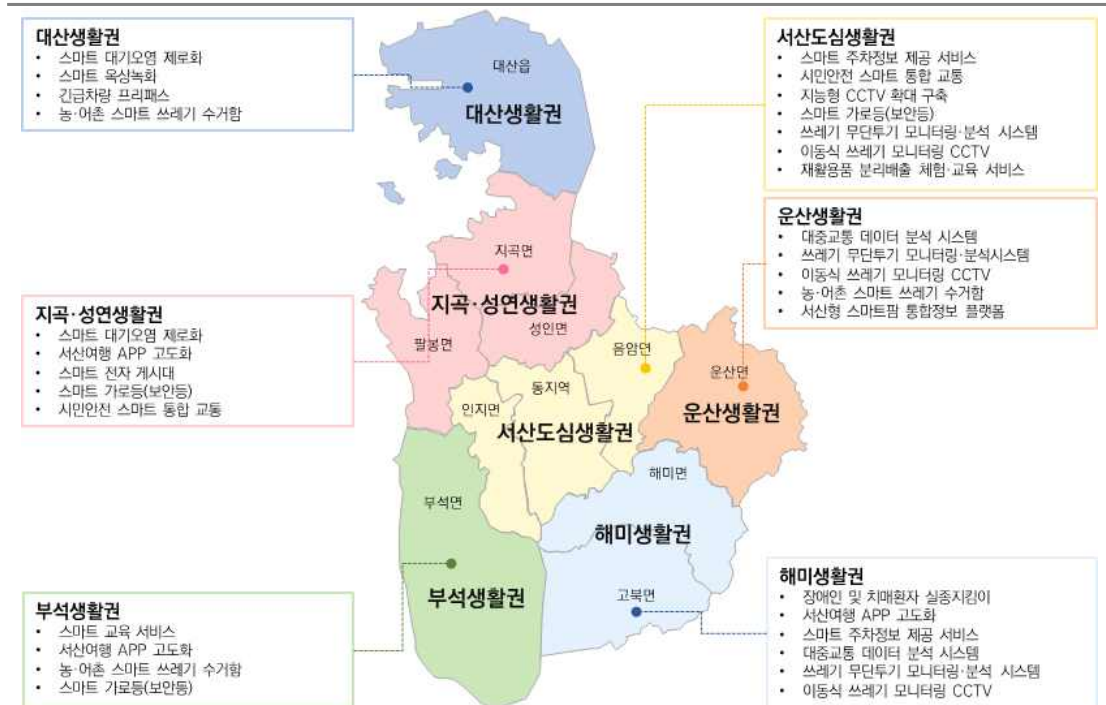 대산생활권
• 스마트 대기오염 제로화
• 스마트 옥상녹화
• 긴급차량 프리패스
• 농·어촌 스마트 쓰레기 수거함
서산도심생활권
• 스마트 주차정보 제공 서비스
• 시민안전 스마트 통합 교통
• 지능형 CCTV 확대 구축
• 스마트 가로등(보안등)
• 쓰레기 무단투기 모니터링·분석 시스템
• 이동식 쓰레기 모니터링 CCTV
• 재활용품 분리배출 체험·교육 서비스
운산생활권
• 대중교통 데이터 분석 시스템
• 쓰레기 무단투기 모니터링·분석시스템
• 이동식 쓰레기 모니터링 CCTV
• 농·어촌 스마트 쓰레기 수거함
• 서산형 스마트팜 통합정보 플랫폼
지곡·성연생활권
• 스마트 대기오염 제로화
• 서산여행 APP 고도화
• 스마트 전자 게시대
• 스마트 가로등(보안등)
• 시민안전 스마트 통합 교통
부석생활권
• 스마트 교육 서비스
• 서산여행 APP 고도화
• 농·어촌 스마트 쓰레기 수거함
• 스마트 가로등(보안등)
해미생활권
• 장애인 및 치매환자 실종지킴이
• 서산여행 APP 고도화
• 스마트 주차정보 제공 서비스
• 대중교통 데이터 분석 시스템
• 쓰레기 무단투기 모니터링·분석 시스템
• 이동식 쓰레기 모니터링 CCTV
대산읍
대산생활권
지곡면
지곡·성연생활권
성인면
팔봉면
음암면
동지역
인지면
서산도심생활권
운산면
운산생활권
해미면
해미생활권
부석면
부석생활권
고북면